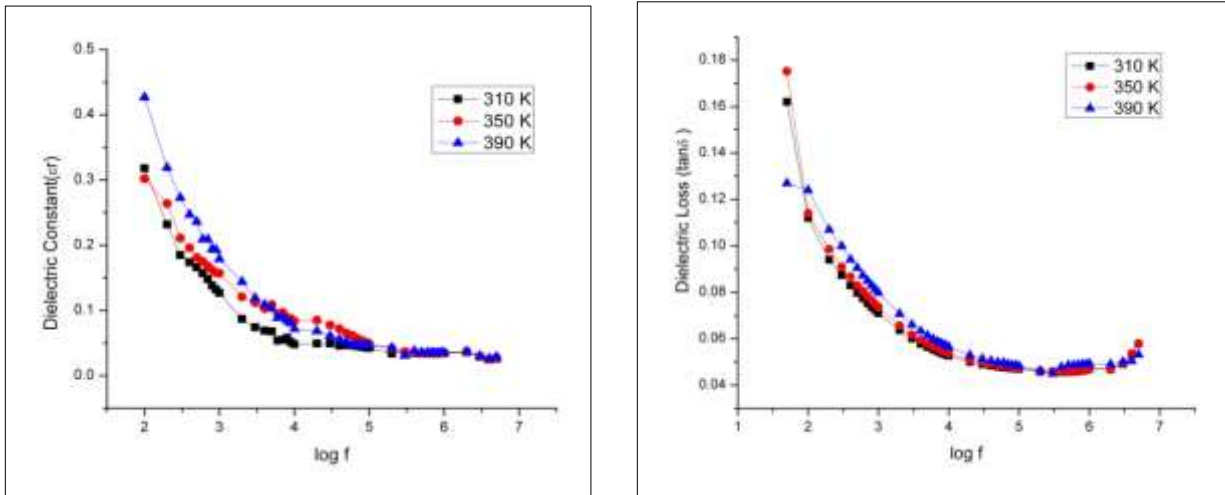 0.5
0.4
0.3
0.2
0.1
0.0
Dielectric Constant(εr)
310 K
350 K
390 K
2 3 4 5 6 7
log f
0.18
0.16
0.14
0.12
0.10
0.08
0.06
0.04
Dielectric Loss (tanδ )
310 K
350 K
390 K
1 2 3 4 5 6 7
log f